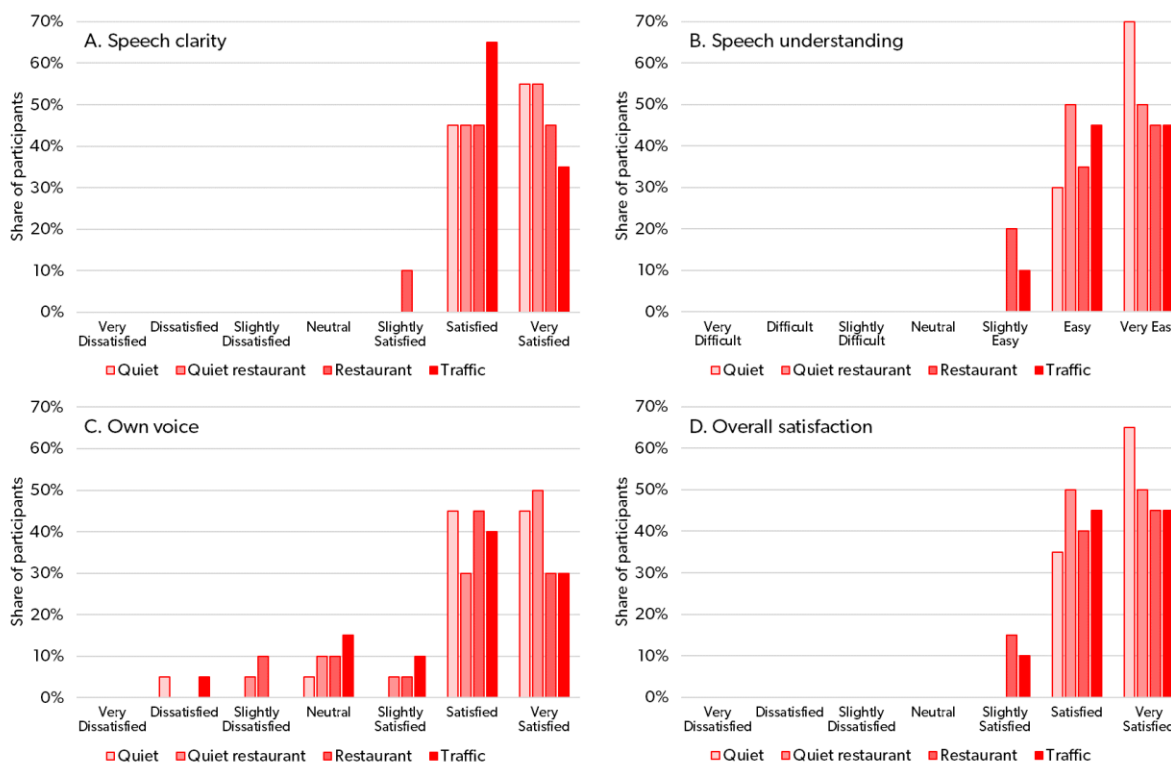 A. Speech clarity
Share of participants
70%
60%
50%
40%
30%
20%
10%
0%
Very Dissatisfied
Dissatisfied
Slightly Dissatisfied
Neutral
Slightly Satisfied
Satisfied
Very Satisfied
Quiet Quiet restaurant Restaurant Traffic
B. Speech understanding
Share of participants
70%
60%
50%
40%
30%
20%
10%
0%
Very Difficult
Difficult
Slightly Difficult
Neutral
Slightly Easy
Easy
Very Eas
Quiet Quiet restaurant Restaurant Traffic
C. Own voice
Share of participants
70%
60%
50%
40%
30%
20%
10%
0%
Very Dissatisfied
Dissatisfied
Slightly Dissatisfied
Neutral
Slightly Satisfied
Satisfied
Very Satisfied
Quiet Quiet restaurant Restaurant Traffic
D. Overall satisfaction
Share of participants
70%
60%
50%
40%
30%
20%
10%
0%
Very Dissatisfied
Dissatisfied
Slightly Dissatisfied
Neutral
Slightly Satisfied
Satisfied
Very Satisfied
Quiet Quiet restaurant Restaurant Traffic